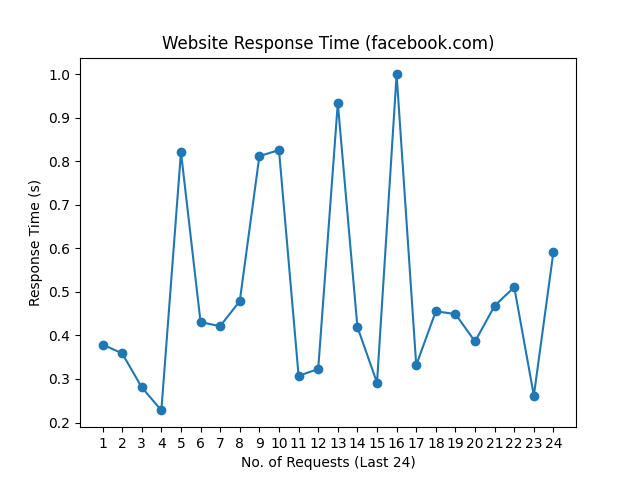 Website Response Time (facebook.com)
1.0
0.9
0.8
0.7
0.6
0.5
0.4
0.3
0.2
Response Time (s)
1 2 3 4 5 6 7 8 9 10 11 12 13 14 15 16 17 18 19 20 21 22 23 24
No. of Requests (Last 24)